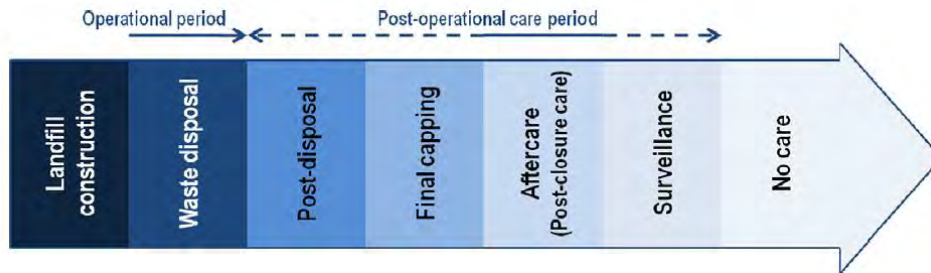 Operational period
Post-operational care period
Landfill
construction
Waste disposal
Post-disposal
Final capping
Aftercare
(Post-closure care)
Surveillance
No care